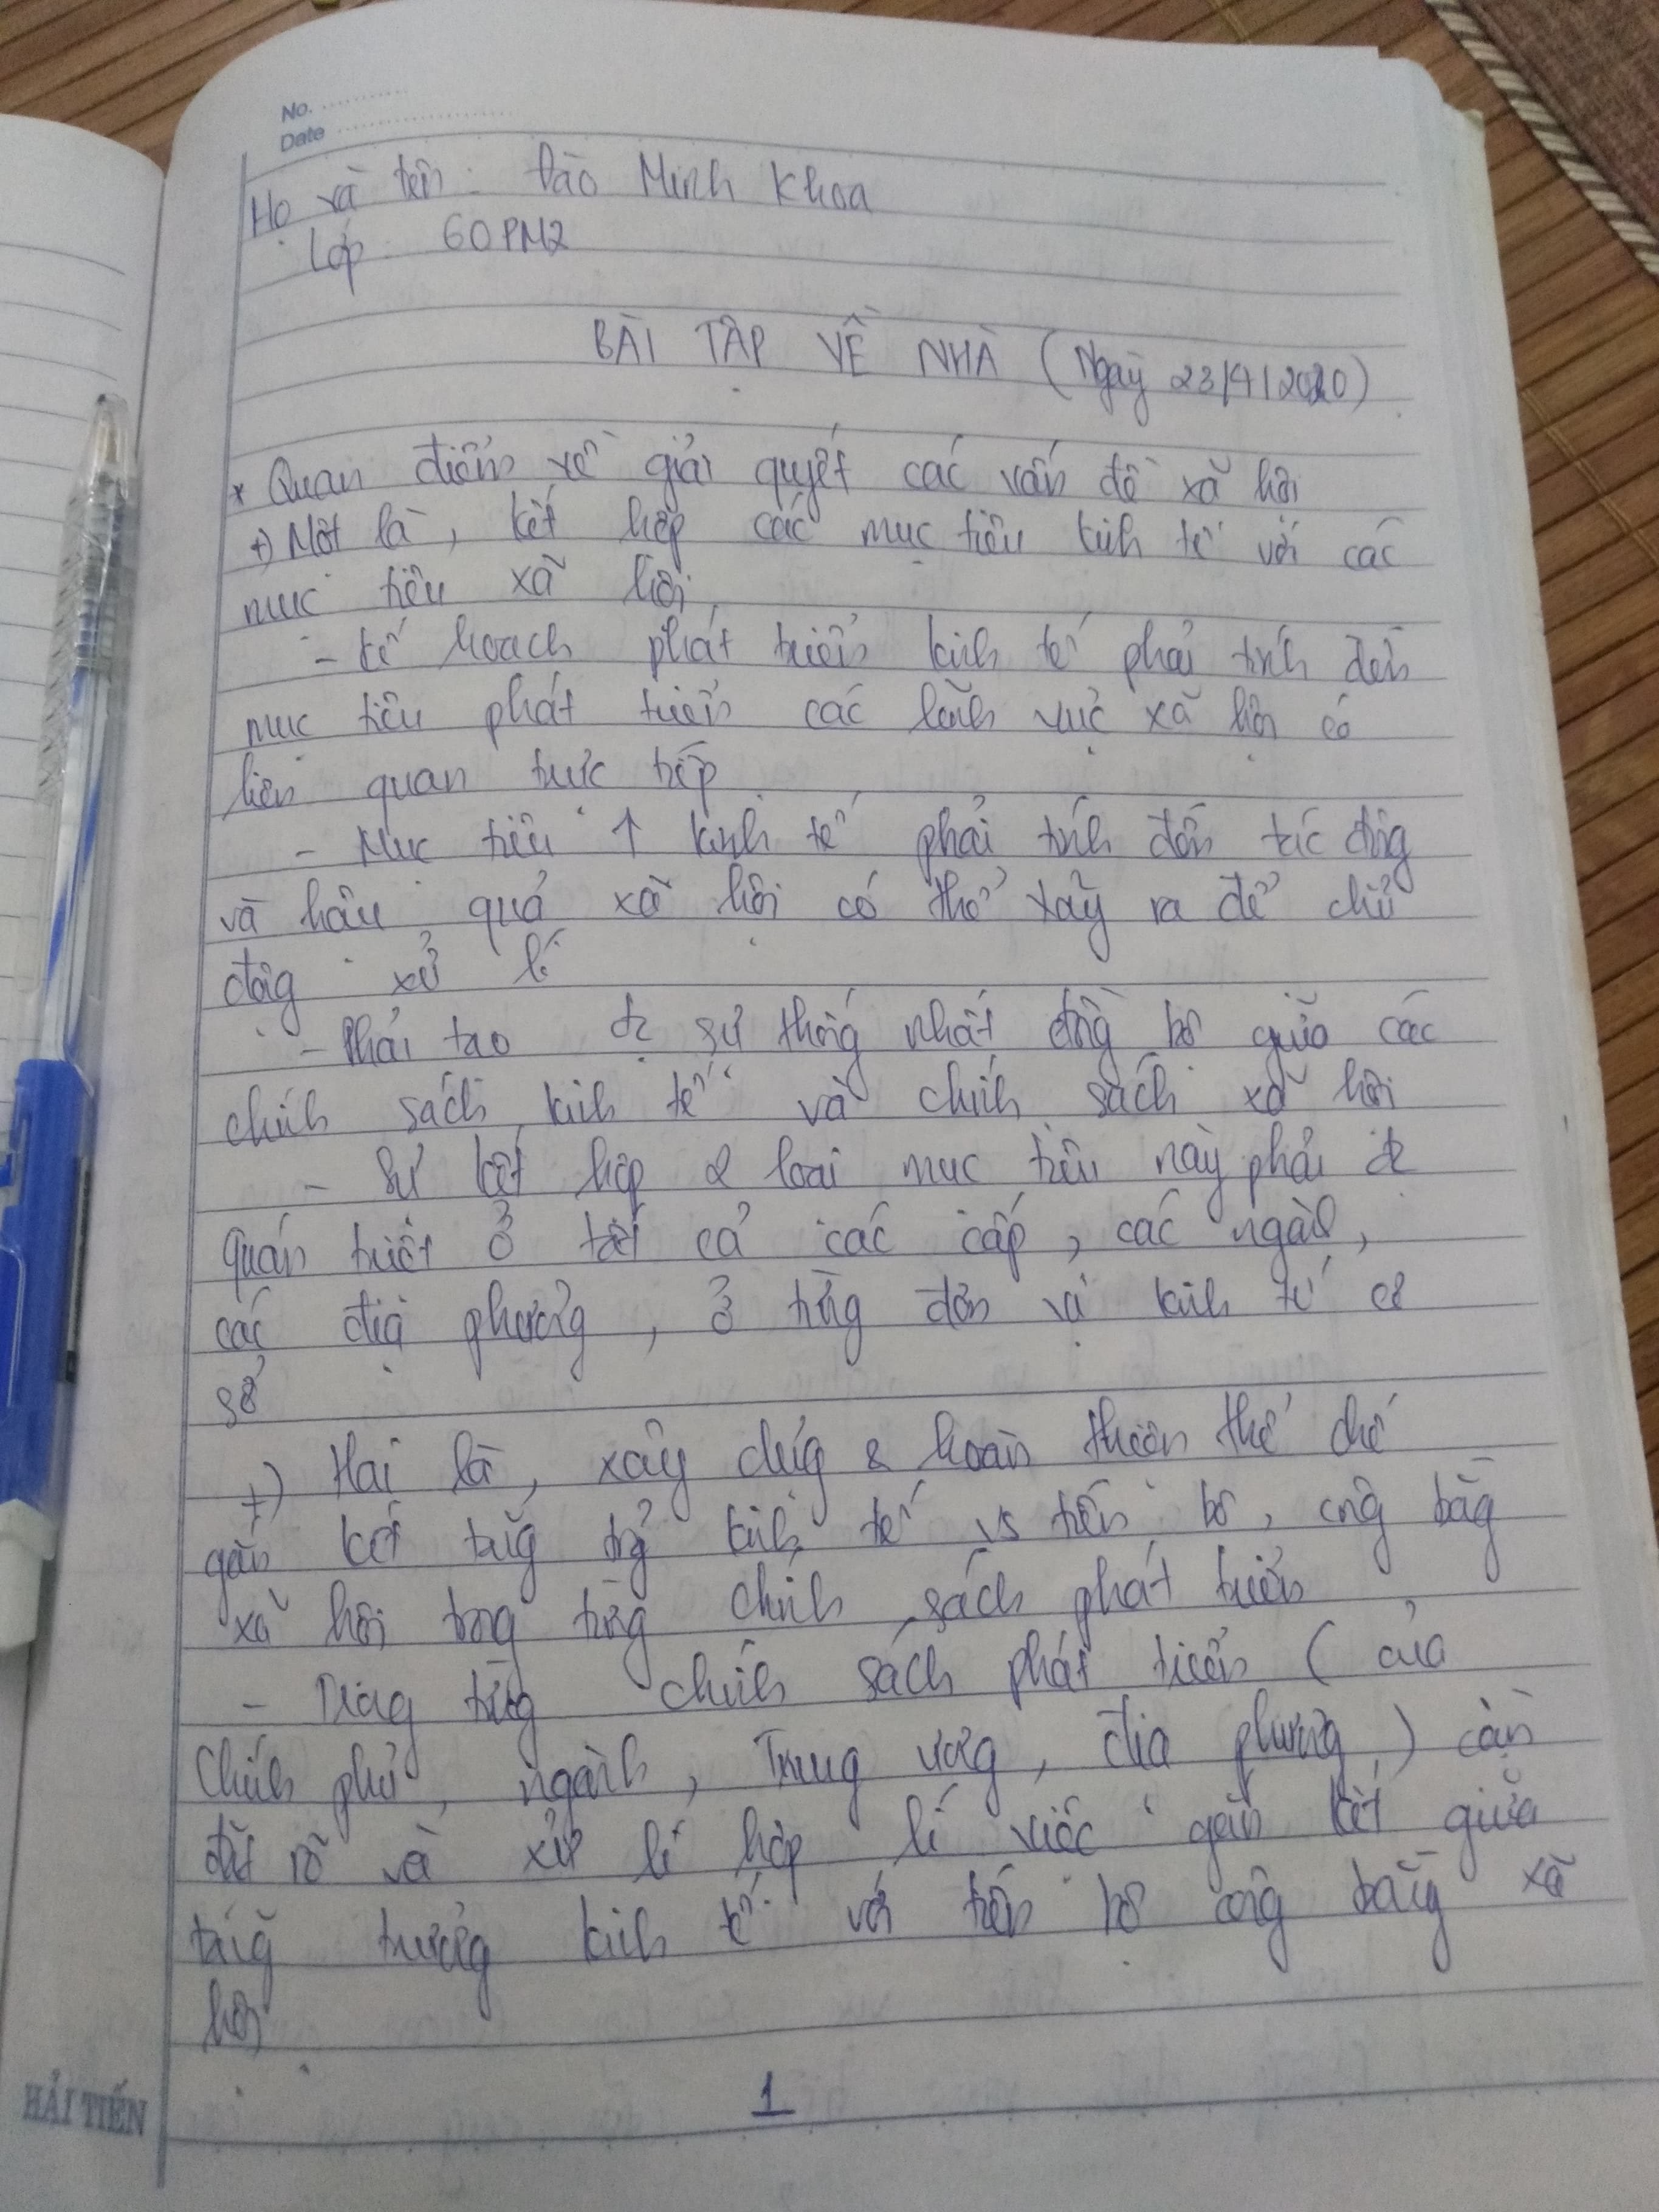 No.
Date
Họ và tên: Đào Minh Khoa
Lớp: 60PM2
BÀI TẬP VỀ NHÀ (Ngày 23/4/2020)
* Quan điểm về giải quyết các vấn đề xã hội
+) Một là, kết hợp các mục tiêu kinh tế với các
mục tiêu xã hội
- Kế hoạch phát triển kinh tế phải tính đến
mục tiêu phát triển các lĩnh vực xã hội có
liên quan trực tiếp
- Mục tiêu ↑ kinh tế phải tính đến tác động
và hậu quả xã hội có thể xảy ra để chủ
động xử lí
- Phải tạo đc sự thống nhất đồng bộ giữa các
chính sách kinh tế và chính sách xã hội
- Sự kết hợp 2 loại mục tiêu này phải đc
quán triệt ở tất cả các cấp, các ngành,
các địa phương, ở từng đơn vị kinh tế cơ
sở
+) Hai là, xây dựng & hoàn thiện thể chế
gắn kết tăng trg kinh tế vs tiến bộ, công bằng
xã hội trong từng chính sách phát triển
- Trong từng chính sách phát triển (của
Chính phủ, ngành, Trung ương, địa phương) cần
đặt rõ và xử lí hợp lí việc gắn kết giữa
tăng trưởng kinh tế với tiến bộ công bằng xã
hội
1
HẢI TIẾN